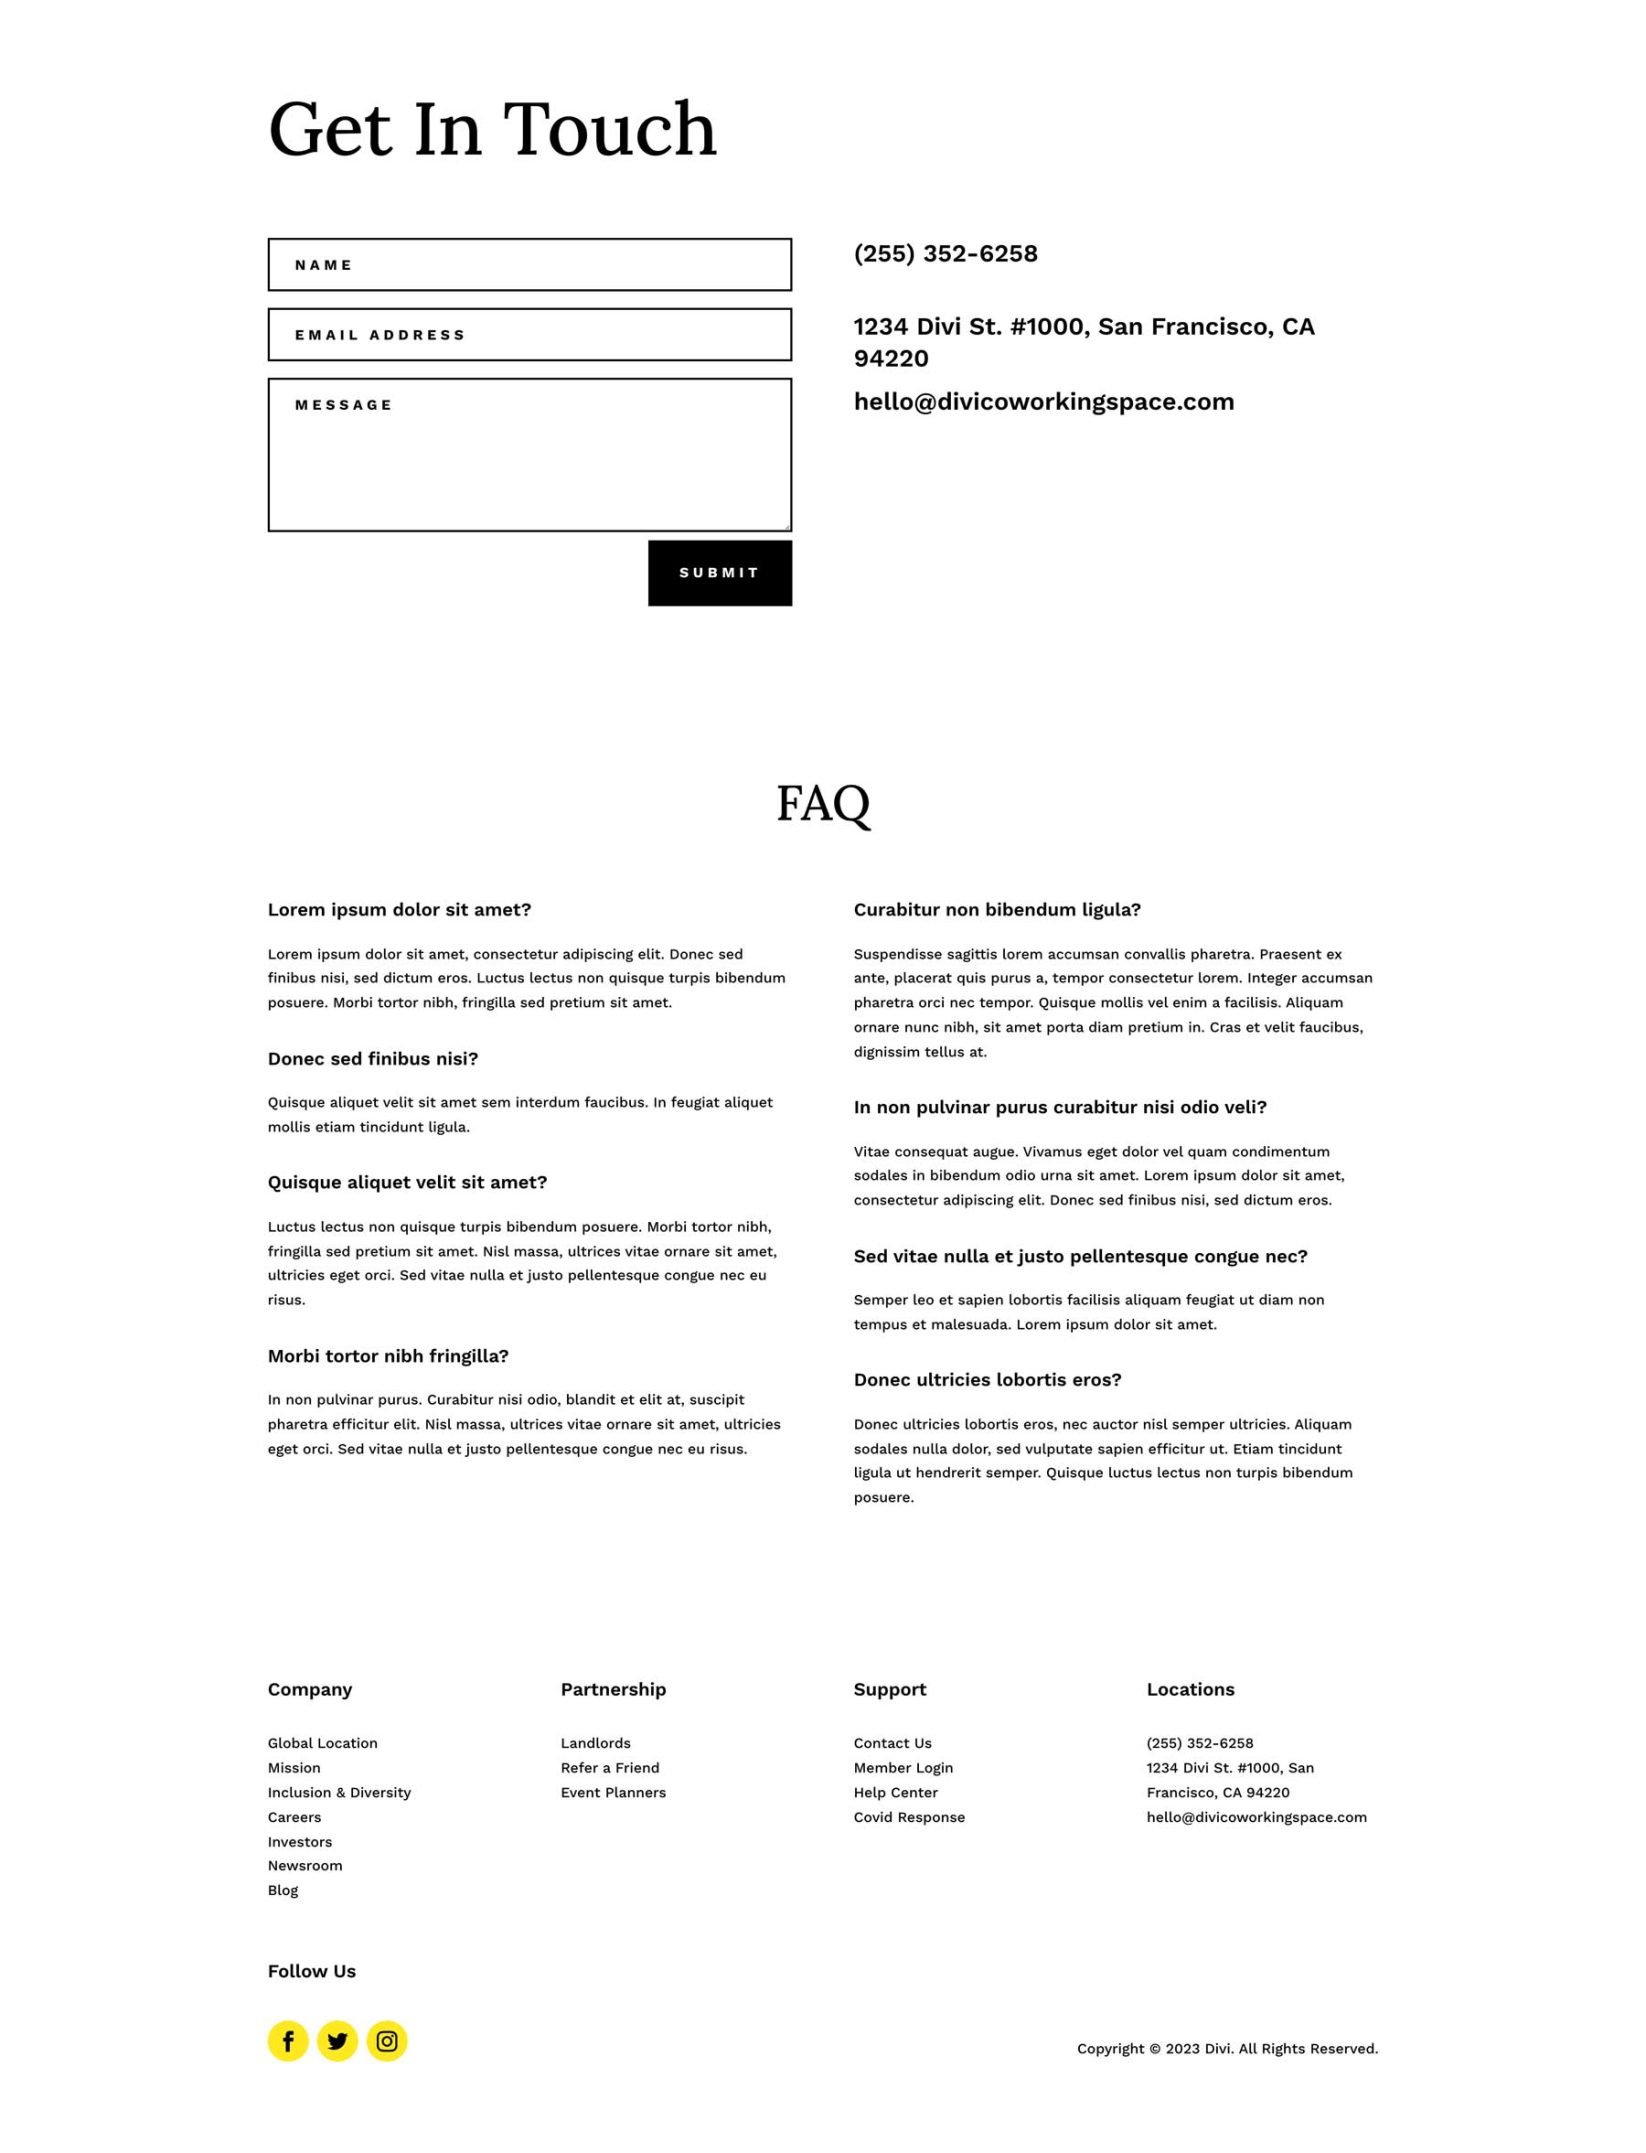 Get In Touch
NAME
EMAIL ADDRESS
MESSAGE
SUBMIT
(255) 352-6258
1234 Divi St. #1000, San Francisco, CA
94220
hello@divicoworkingspace.com
FAQ
Lorem ipsum dolor sit amet?
Lorem ipsum dolor sit amet, consectetur adipiscing elit. Donec sed
finibus nisi, sed dictum eros. Luctus lectus non quisque turpis bibendum
posuere. Morbi tortor nibh, fringilla sed pretium sit amet.
Donec sed finibus nisi?
Quisque aliquet velit sit amet sem interdum faucibus. In feugiat aliquet
mollis etiam tincidunt ligula.
Quisque aliquet velit sit amet?
Luctus lectus non quisque turpis bibendum posuere. Morbi tortor nibh,
fringilla sed pretium sit amet. Nisl massa, ultrices vitae ornare sit amet,
ultricies eget orci. Sed vitae nulla et justo pellentesque congue nec eu
risus.
Morbi tortor nibh fringilla?
In non pulvinar purus. Curabitur nisi odio, blandit et elit at, suscipit
pharetra efficitur elit. Nisl massa, ultrices vitae ornare sit amet, ultricies
eget orci. Sed vitae nulla et justo pellentesque congue nec eu risus.
Curabitur non bibendum ligula?
Suspendisse sagittis lorem accumsan convallis pharetra. Praesent ex
ante, placerat quis purus a, tempor consectetur lorem. Integer accumsan
pharetra orci nec tempor. Quisque mollis vel enim a facilisis. Aliquam
ornare nunc nibh, sit amet porta diam pretium in. Cras et velit faucibus,
dignissim tellus at.
In non pulvinar purus curabitur nisi odio veli?
Vitae consequat augue. Vivamus eget dolor vel quam condimentum
sodales in bibendum odio urna sit amet. Lorem ipsum dolor sit amet,
consectetur adipiscing elit. Donec sed finibus nisi, sed dictum eros.
Sed vitae nulla et justo pellentesque congue nec?
Semper leo et sapien lobortis facilisis aliquam feugiat ut diam non
tempus et malesuada. Lorem ipsum dolor sit amet.
Donec ultricies lobortis eros?
Donec ultricies lobortis eros, nec auctor nisl semper ultricies. Aliquam
sodales nulla dolor, sed vulputate sapien efficitur ut. Etiam tincidunt
ligula ut hendrerit semper. Quisque luctus lectus non turpis bibendum
posuere.
Company
Global Location
Mission
Inclusion & Diversity
Careers
Investors
Newsroom
Blog
Partnership
Landlords
Refer a Friend
Event Planners
Support
Contact Us
Member Login
Help Center
Covid Response
Locations
(255) 352-6258
1234 Divi St. #1000, San
Francisco, CA 94220
hello@divicoworkingspace.com
Follow Us
Copyright © 2023 Divi. All Rights Reserved.